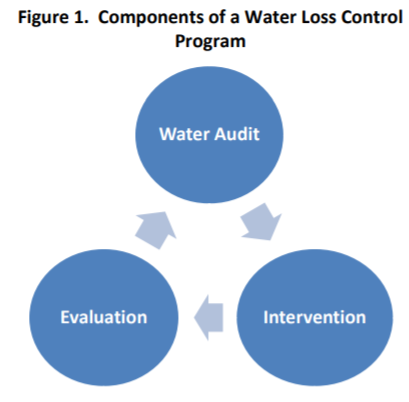 Figure 1.  Components of a Water Loss Control
Program
Water Audit
Evaluation
Intervention